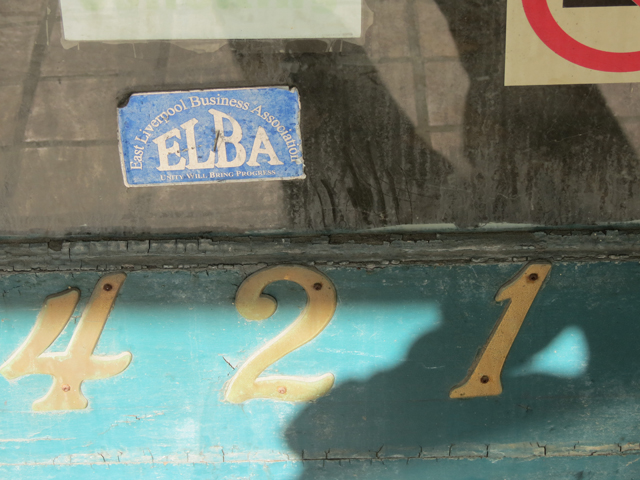 East Liverpool Business Association
ELBA
UNITY WILL BRING PROGRESS
421